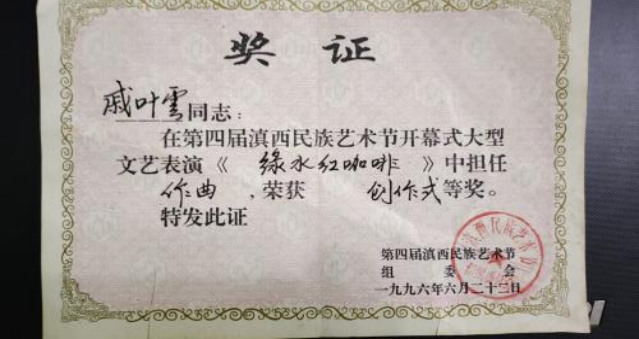 奖证
戚叶雲同志：
在第四届滇西民族艺术节开幕式大型
文艺表演《绿水红咖啡》中担任
作曲，荣获 创作弍等奖。
特发此证
第四届滇西民族艺术节
组委会
一九九六年六月二十二日